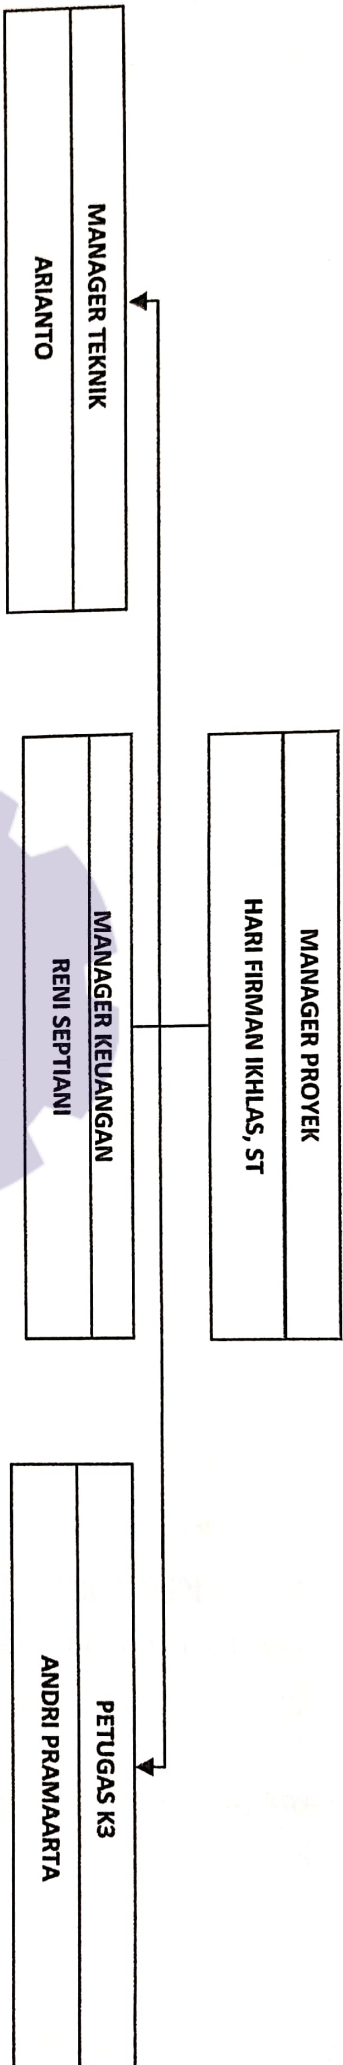 MANAGER PROYEK
HARI FIRMAN IKHLAS, ST
MANAGER TEKNIK
ARIANTO
MANAGER KEUANGAN
RENI SEPTIANI
PETUGAS K3
ANDRI PRAMAARTA